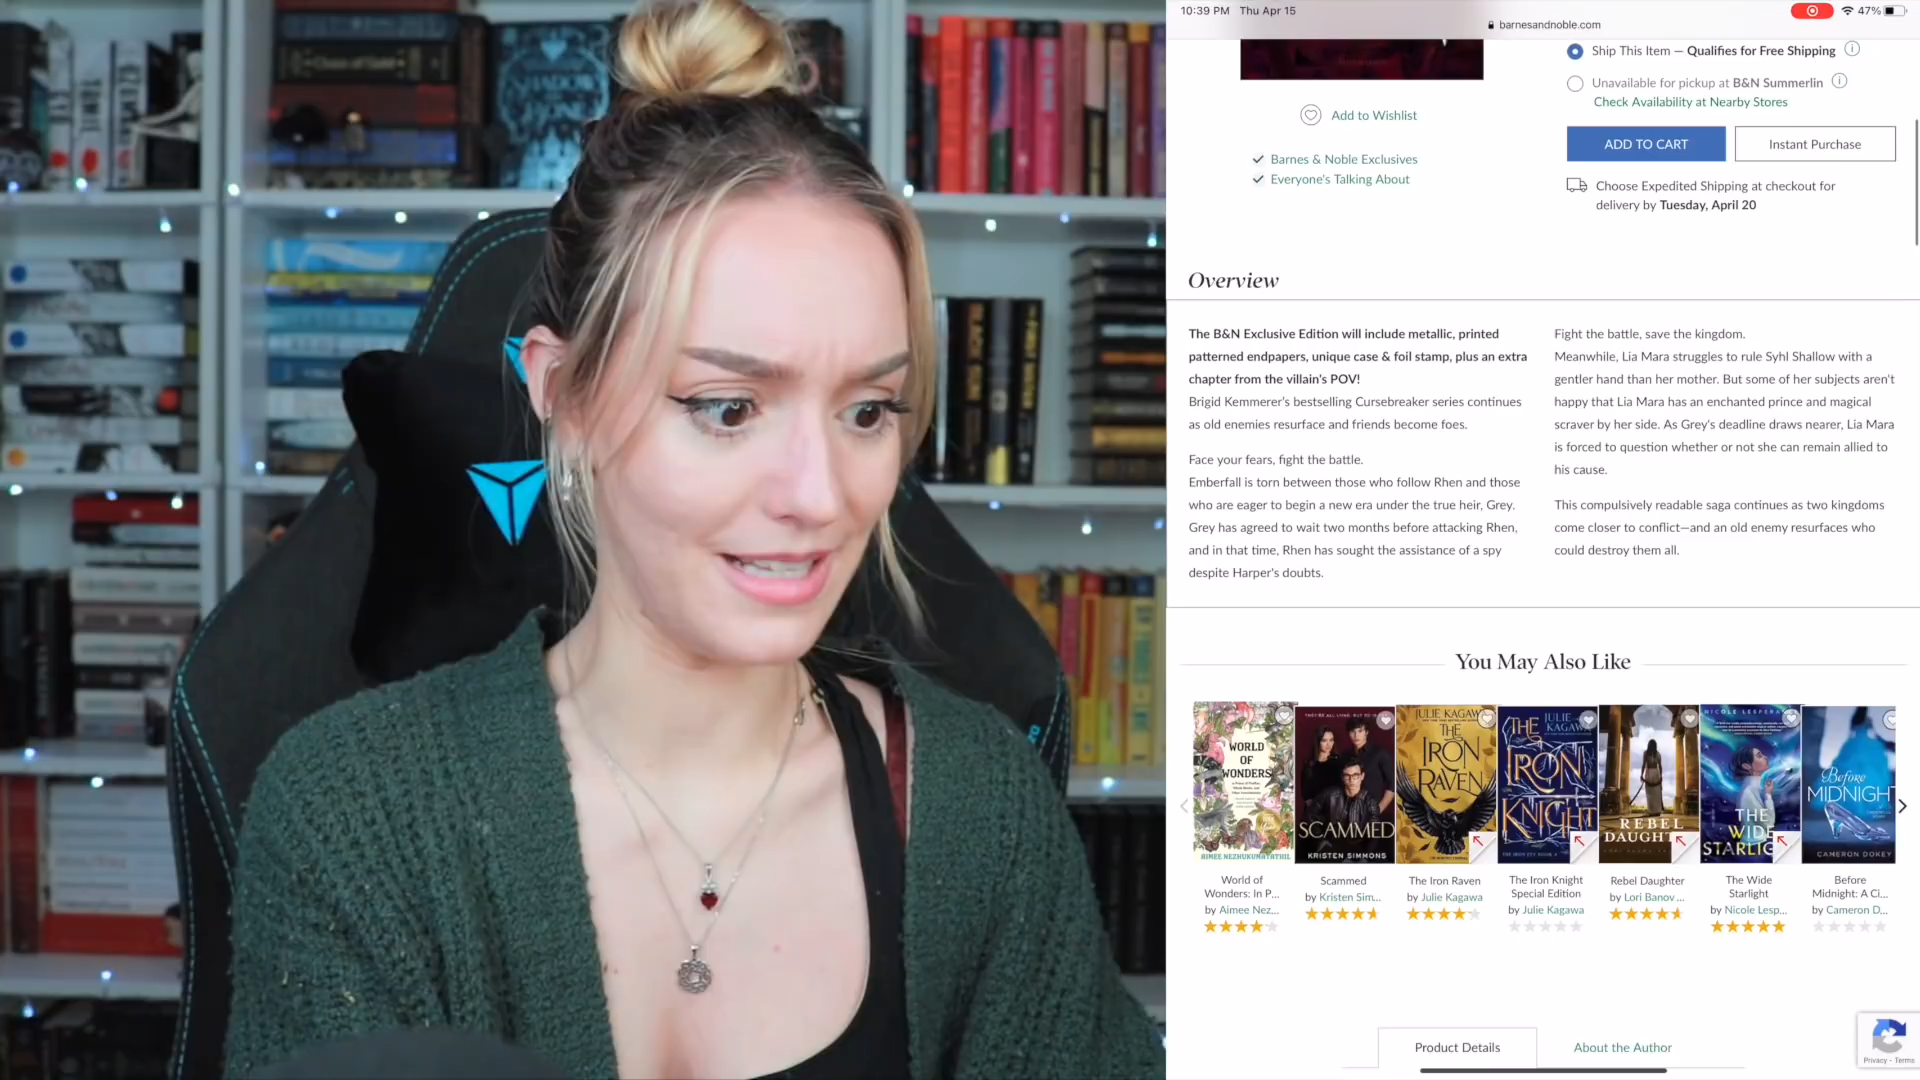 10:39 PM Thu Apr 15
47%
barnesandnoble.com
Ship This Item — Qualifies for Free Shipping
Unavailable for pickup at B&N Summerlin
Check Availability at Nearby Stores
Add to Wishlist
ADD TO CART
Instant Purchase
Barnes & Noble Exclusives
Everyone's Talking About
Choose Expedited Shipping at checkout for
delivery by Tuesday, April 20
Overview
The B&N Exclusive Edition will include metallic, printed
patterned endpapers, unique case & foil stamp, plus an extra
chapter from the villain's POV!
Brigid Kemmerer's bestselling Cursebreaker series continues
as old enemies resurface and friends become foes.
Face your fears, fight the battle.
Emberfall is torn between those who follow Rhen and those
who are eager to begin a new era under the true heir, Grey.
Grey has agreed to wait two months before attacking Rhen,
and in that time, Rhen has sought the assistance of a spy
despite Harper's doubts.
Fight the battle, save the kingdom.
Meanwhile, Lia Mara struggles to rule Syhl Shallow with a
gentler hand than her mother. But some of her subjects aren't
happy that Lia Mara has an enchanted prince and magical
scraver by her side. As Grey's deadline draws nearer, Lia Mara
is forced to question whether or not she can remain allied to
his cause.
This compulsively readable saga continues as two kingdoms
come closer to conflict—and an old enemy resurfaces who
could destroy them all.
You May Also Like
WORLD
OF
WONDERS
AIMEE NEZHUKUMATATHIL
SCAMMED
KRISTEN SIMMONS
JULIE KAGAW
THE
IRON
RAVEN
JULIE
KAGAWA
THE
IRON
KNIGHT
REBEL
DAUGHT
NICOLE LESPERA
THE
WIDE
STARLIG
Before
MIDNIGHT
CAMERON DOKEY
World of
Wonders: In P...
by Aimee Nez...
Scammed
by Kristen Sim...
The Iron Raven
by Julie Kagawa
The Iron Knight
Special Edition
by Julie Kagawa
Rebel Daughter
by Lori Banov ...
The Wide
Starlight
by Nicole Lesp...
Before
Midnight: A Ci...
by Cameron D...
Product Details
About the Author
Privacy - Terms